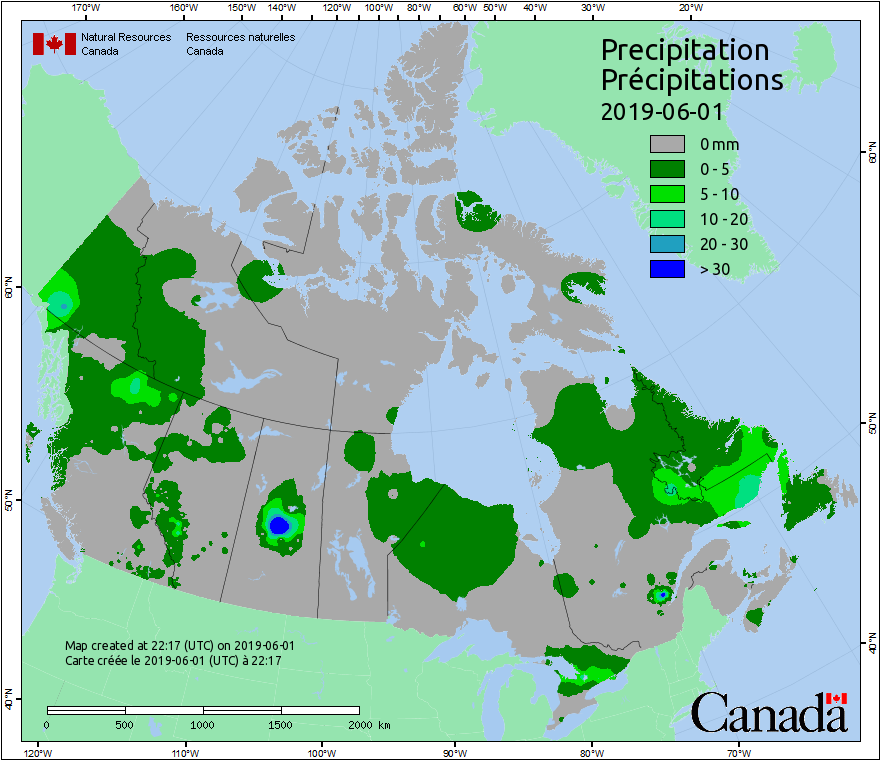 170°W 160°W 150°W 140°W 120°W 100°W 80°W 60°W 50°W 40°W 30°W 20°W
Natural Resources Ressources naturelles
Canada Canada
Precipitation
Précipitations
2019-06-01
0 mm
0 - 5
5 - 10
10 - 20
20 - 30
> 30
60°N
60°N
50°N
50°N
40°N
40°N
Map created at 22:17 (UTC) on 2019-06-01
Carte créée le 2019-06-01 (UTC) à 22:17
0 500 1000 1500 2000 km
Canada
120°W 110°W 100°W 90°W 80°W 70°W